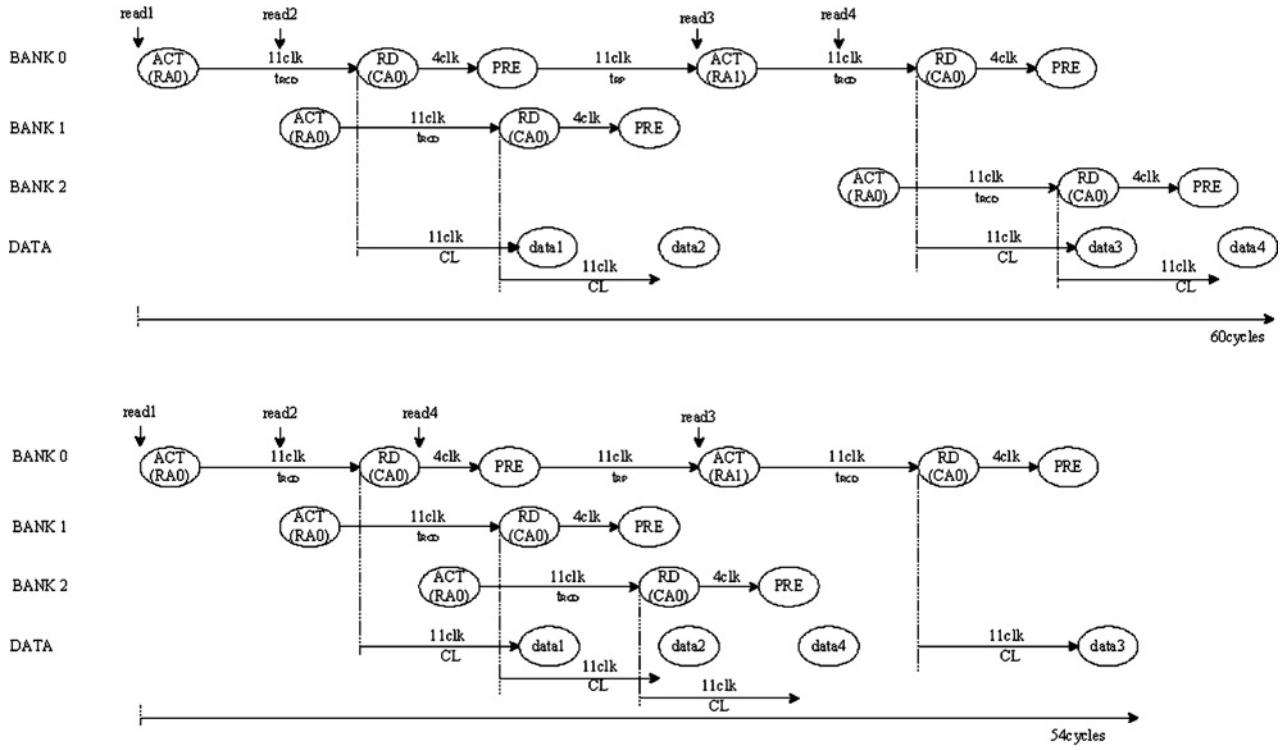 read1 read2 read3 read4
BANK 0 ACT 11clk RD 4clk PRE 11clk ACT 11clk RD 4clk PRE
(RA0) tRCD (CA0) tRP (RA1) tRCD (CA0)
BANK 1 ACT 11clk RD 4clk PRE
(RA0) tRCD (CA0)
BANK 2 ACT 11clk RD 4clk PRE
(RA0) tRCD (CA0)
DATA 11clk data1 data2 11clk data3 data4
CL CL
11clk 11clk
CL CL
60cycles
read1 read2 read4 read3
BANK 0 ACT 11clk RD 4clk PRE 11clk ACT 11clk RD 4clk PRE
(RA0) tRCD (CA0) tRP (RA1) tRCD (CA0)
BANK 1 ACT 11clk RD 4clk PRE
(RA0) tRCD (CA0)
BANK 2 ACT 11clk RD 4clk PRE
(RA0) tRCD (CA0)
DATA 11clk data1 data2 data4 11clk data3
CL CL
11clk
CL
11clk
CL
54cycles